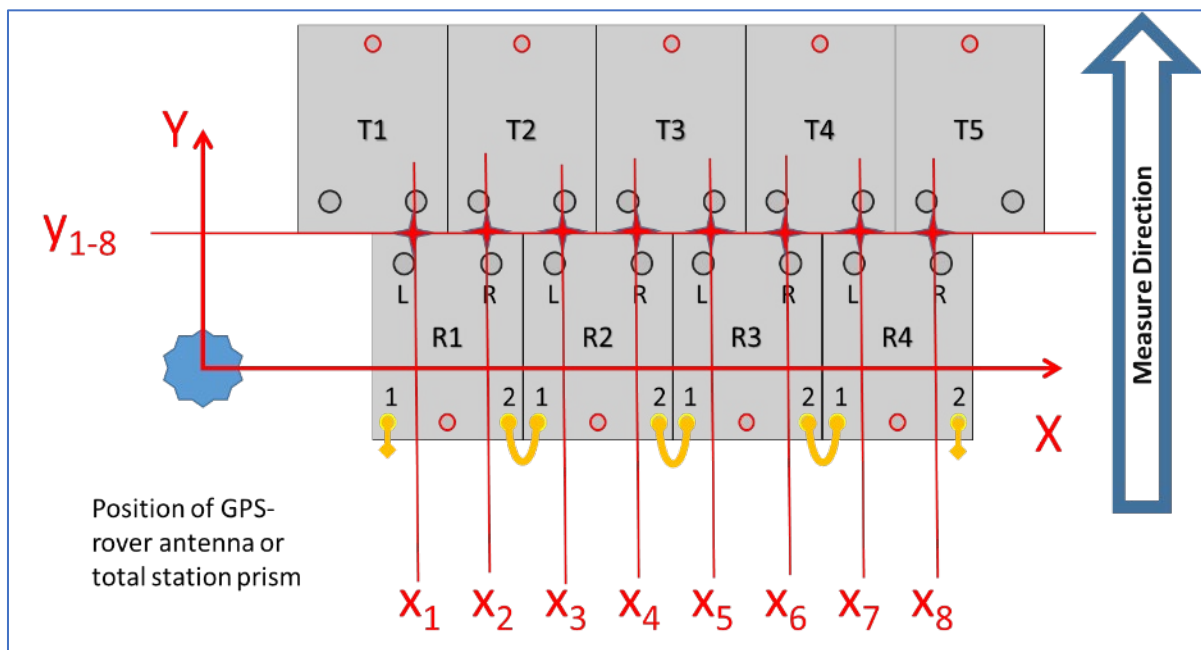 T1 T2 T3 T4 T5
Y
y1-8
L R L R L R L R
R1 R2 R3 R4
1 2 1 2 1 2 1 2
X
Measure Direction
Position of GPS-
rover antenna or
total station prism
x1 x2 x3 x4 x5 x6 x7 x8